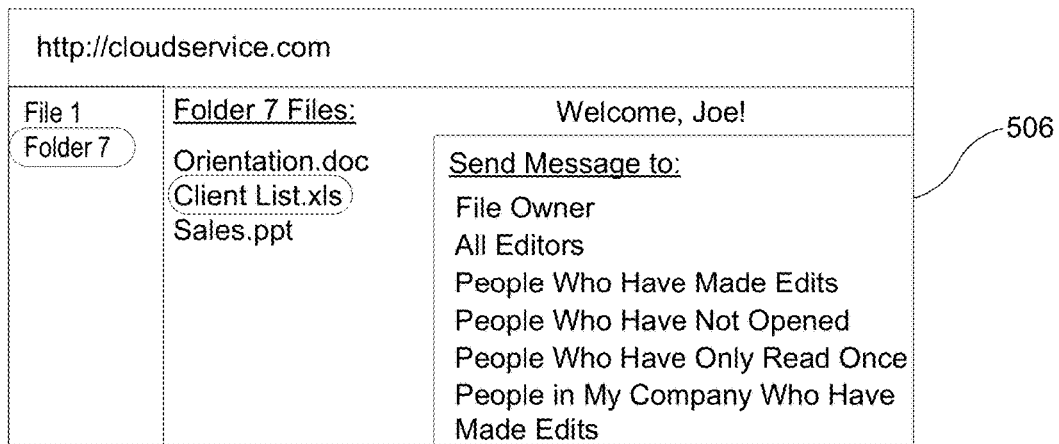 http://cloudservice.com
File 1
Folder 7
Folder 7 Files:
Orientation.doc
Client List.xls
Sales.ppt
Welcome, Joe!
Send Message to:
File Owner
All Editors
People Who Have Made Edits
People Who Have Not Opened
People Who Have Only Read Once
People in My Company Who Have
Made Edits
506